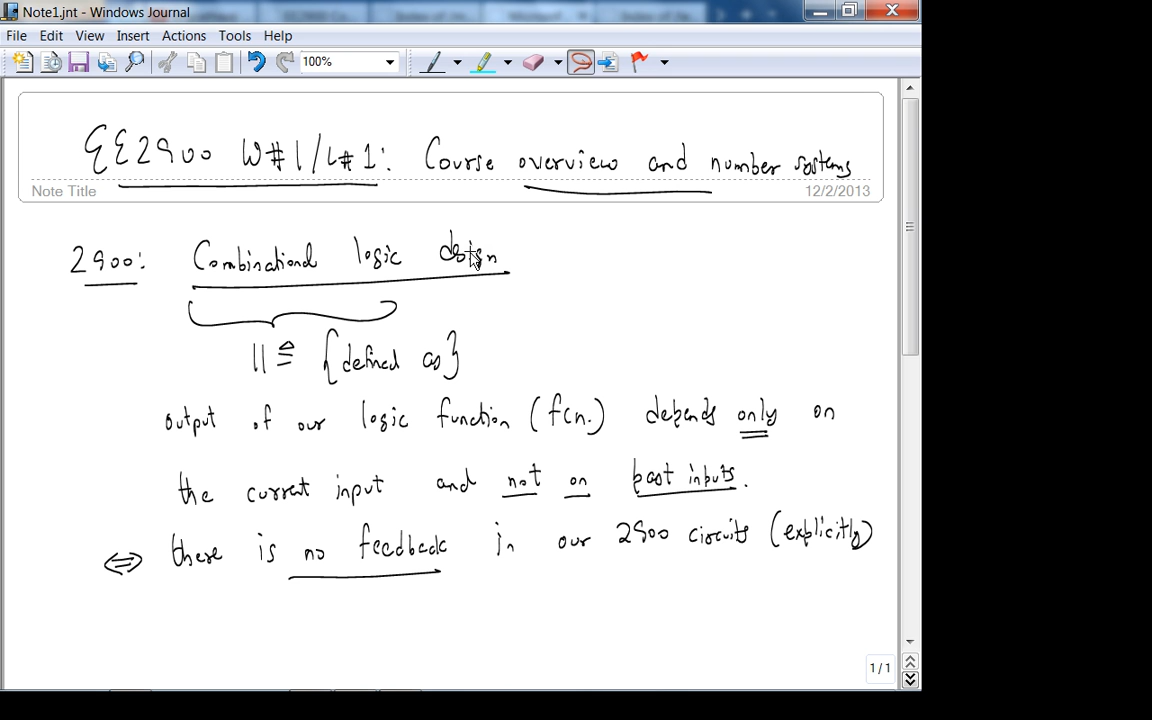 Note1.jnt - Windows Journal
File Edit View Insert Actions Tools Help
100%
EE2900 W#1/L#1: Course overview and number systems
Note Title 12/2/2013
2900: Combinational logic design
|| ≙ {defined as}
output of our logic function (fcn.) depends only on
the current input and not on past inputs.
⇔ there is no feedback in our 2900 circuits (explicitly)
1/1